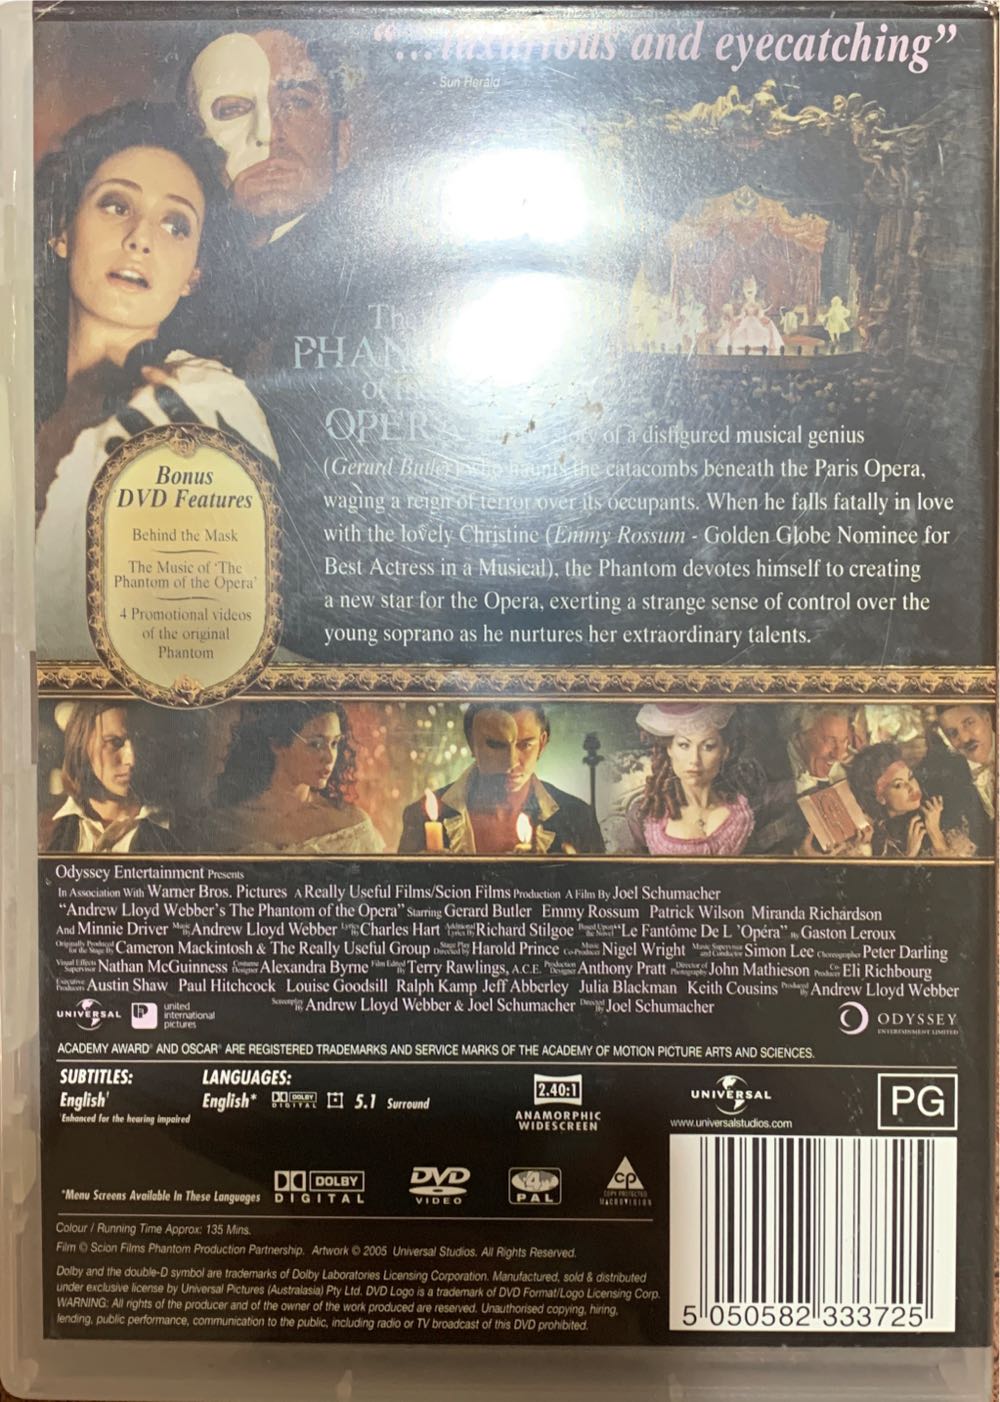 "...luxurious and eyecatching"
- Sun Herald
The
PHAN
of the
OPERA
story of a disfigured musical genius
(Gerard Butler) who haunts the catacombs beneath the Paris Opera,
waging a reign of terror over its occupants. When he falls fatally in love
with the lovely Christine (Emmy Rossum - Golden Globe Nominee for
Best Actress in a Musical), the Phantom devotes himself to creating
a new star for the Opera, exerting a strange sense of control over the
young soprano as he nurtures her extraordinary talents.
Bonus
DVD Features
Behind the Mask
The Music of 'The
Phantom of the Opera'
4 Promotional videos
of the original
Phantom
Odyssey Entertainment Presents
In Association With Warner Bros. Pictures A Really Useful Films/Scion Films Production A Film By Joel Schumacher
"Andrew Lloyd Webber's The Phantom of the Opera" Starring Gerard Butler Emmy Rossum Patrick Wilson Miranda Richardson
And Minnie Driver Music By Andrew Lloyd Webber Lyrics By Charles Hart Additional Lyrics By Richard Stilgoe Based Upon the Novel "Le Fantôme De L 'Opéra" By Gaston Leroux
Originally Produced for the Stage By Cameron Mackintosh & The Really Useful Group Stage Play Directed By Harold Prince Music Co-Producer Nigel Wright Music Supervisor and Conductor Simon Lee Choreographer Peter Darling
Visual Effects Supervisor Nathan McGuinness Costume Designer Alexandra Byrne Film Edited By Terry Rawlings, A.C.E. Production Designer Anthony Pratt Director of Photography John Mathieson Co-Producer Eli Richbourg
Executive Producers Austin Shaw Paul Hitchcock Louise Goodsill Ralph Kamp Jeff Abberley Julia Blackman Keith Cousins Produced By Andrew Lloyd Webber
Screenplay By Andrew Lloyd Webber & Joel Schumacher Directed By Joel Schumacher
UNIVERSAL
united
international
pictures
ODYSSEY
ENTERTAINMENT LIMITED
ACADEMY AWARD® AND OSCAR® ARE REGISTERED TRADEMARKS AND SERVICE MARKS OF THE ACADEMY OF MOTION PICTURE ARTS AND SCIENCES.
SUBTITLES:
English†
†Enhanced for the hearing impaired
LANGUAGES:
English* DOLBY DIGITAL 5.1 Surround
2.40:1
ANAMORPHIC
WIDESCREEN
UNIVERSAL
www.universalstudios.com
PG
*Menu Screens Available In These Languages
DOLBY
DIGITAL
DVD
VIDEO
4
PAL
CP
COPY PROTECTED
MACROVISION
Colour / Running Time Approx: 135 Mins.
Film © Scion Films Phantom Production Partnership. Artwork © 2005 Universal Studios. All Rights Reserved.
Dolby and the double-D symbol are trademarks of Dolby Laboratories Licensing Corporation. Manufactured, sold & distributed
under exclusive license by Universal Pictures (Australasia) Pty Ltd. DVD Logo is a trademark of DVD Format/Logo Licensing Corp.
WARNING: All rights of the producer and of the owner of the work produced are reserved. Unauthorised copying, hiring,
lending, public performance, communication to the public, including radio or TV broadcast of this DVD prohibited.
5 050582 333725